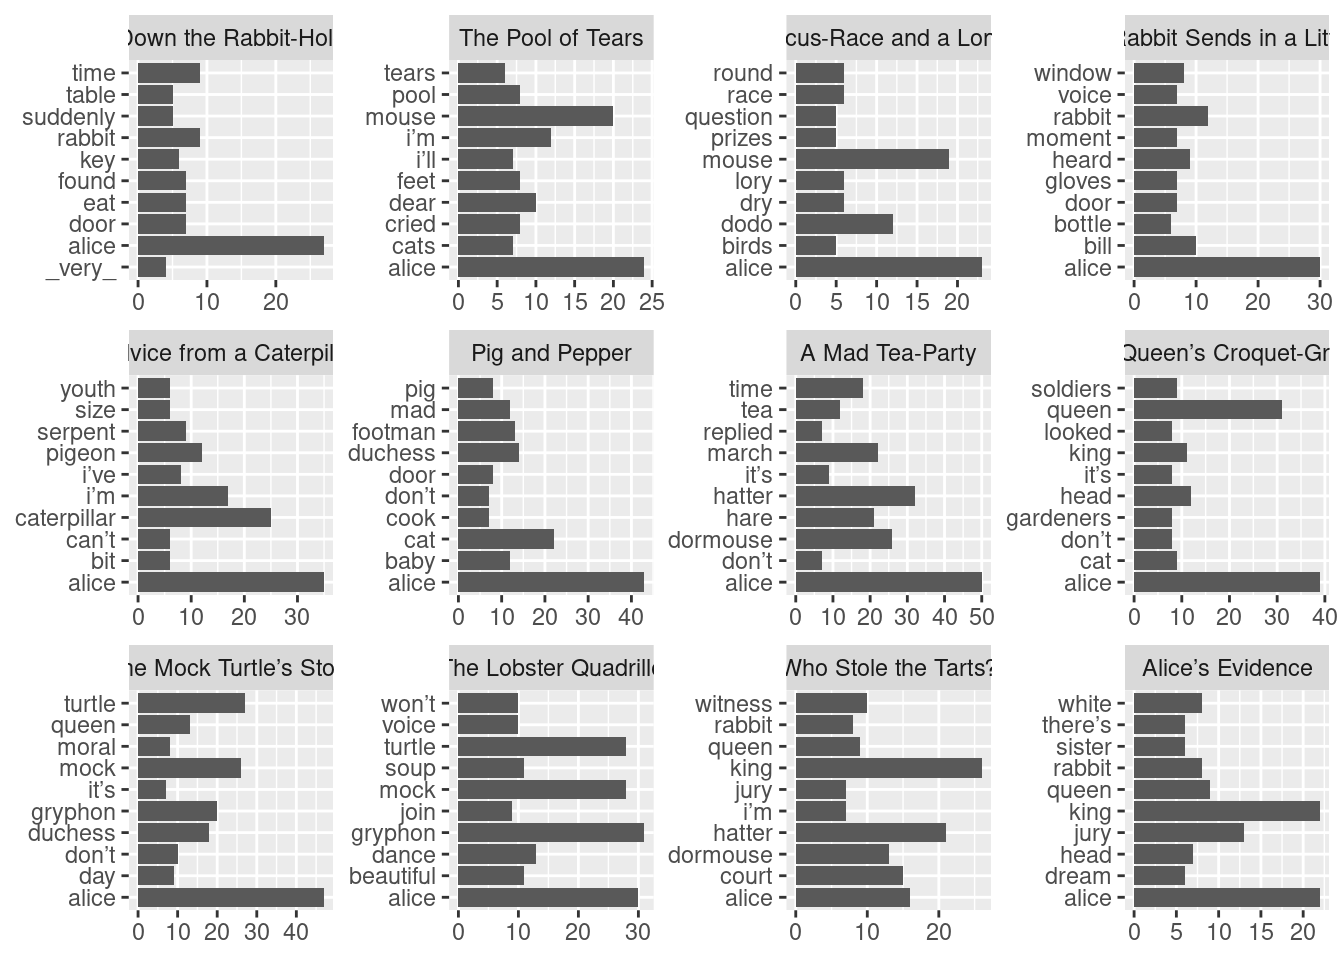 Down the Rabbit-Hol
time
table
suddenly
rabbit
key
found
eat
door
alice
_very_
0 10 20
The Pool of Tears
tears
pool
mouse
i’m
i’ll
feet
dear
cried
cats
alice
0 5 10 15 20 25
cus-Race and a Lon
round
race
question
prizes
mouse
lory
dry
dodo
birds
alice
0 5 10 15 20
Rabbit Sends in a Litt
window
voice
rabbit
moment
heard
gloves
door
bottle
bill
alice
0 10 20 30
dvice from a Caterpil
youth
size
serpent
pigeon
i’ve
i’m
caterpillar
can’t
bit
alice
0 10 20 30
Pig and Pepper
pig
mad
footman
duchess
door
don’t
cook
cat
baby
alice
0 10 20 30 40
A Mad Tea-Party
time
tea
replied
march
it’s
hatter
hare
dormouse
don’t
alice
0 10 20 30 40 50
Queen’s Croquet-Gr
soldiers
queen
looked
king
it’s
head
gardeners
don’t
cat
alice
0 10 20 30 40
he Mock Turtle’s Sto
turtle
queen
moral
mock
it’s
gryphon
duchess
don’t
day
alice
0 10 20 30 40
The Lobster Quadrille
won’t
voice
turtle
soup
mock
join
gryphon
dance
beautiful
alice
0 10 20 30
Who Stole the Tarts?
witness
rabbit
queen
king
jury
i’m
hatter
dormouse
court
alice
0 10 20
Alice’s Evidence
white
there’s
sister
rabbit
queen
king
jury
head
dream
alice
0 5 10 15 20